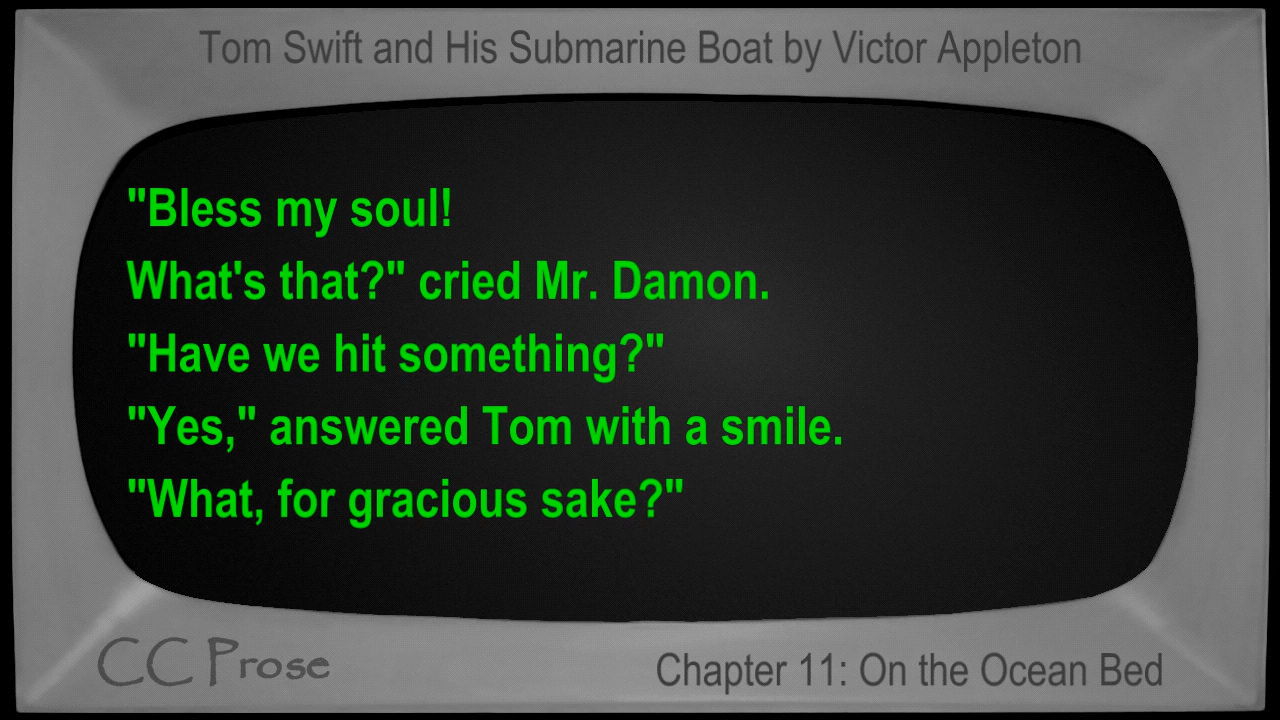 Tom Swift and His Submarine Boat by Victor Appleton
"Bless my soul!
What's that?" cried Mr. Damon.
"Have we hit something?"
"Yes," answered Tom with a smile.
"What, for gracious sake?"
CC Prose
Chapter 11: On the Ocean Bed